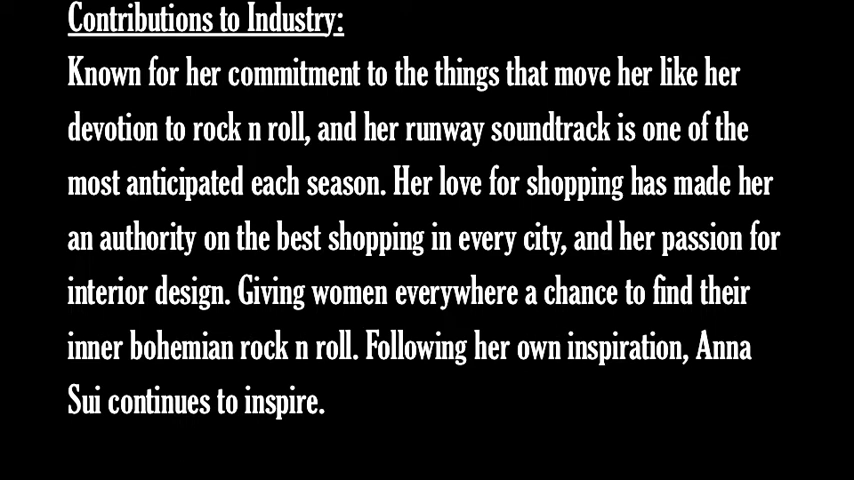 Contributions to Industry:
Known for her commitment to the things that move her like her
devotion to rock n roll, and her runway soundtrack is one of the
most anticipated each season. Her love for shopping has made her
an authority on the best shopping in every city, and her passion for
interior design. Giving women everywhere a chance to find their
inner bohemian rock n roll. Following her own inspiration, Anna
Sui continues to inspire.